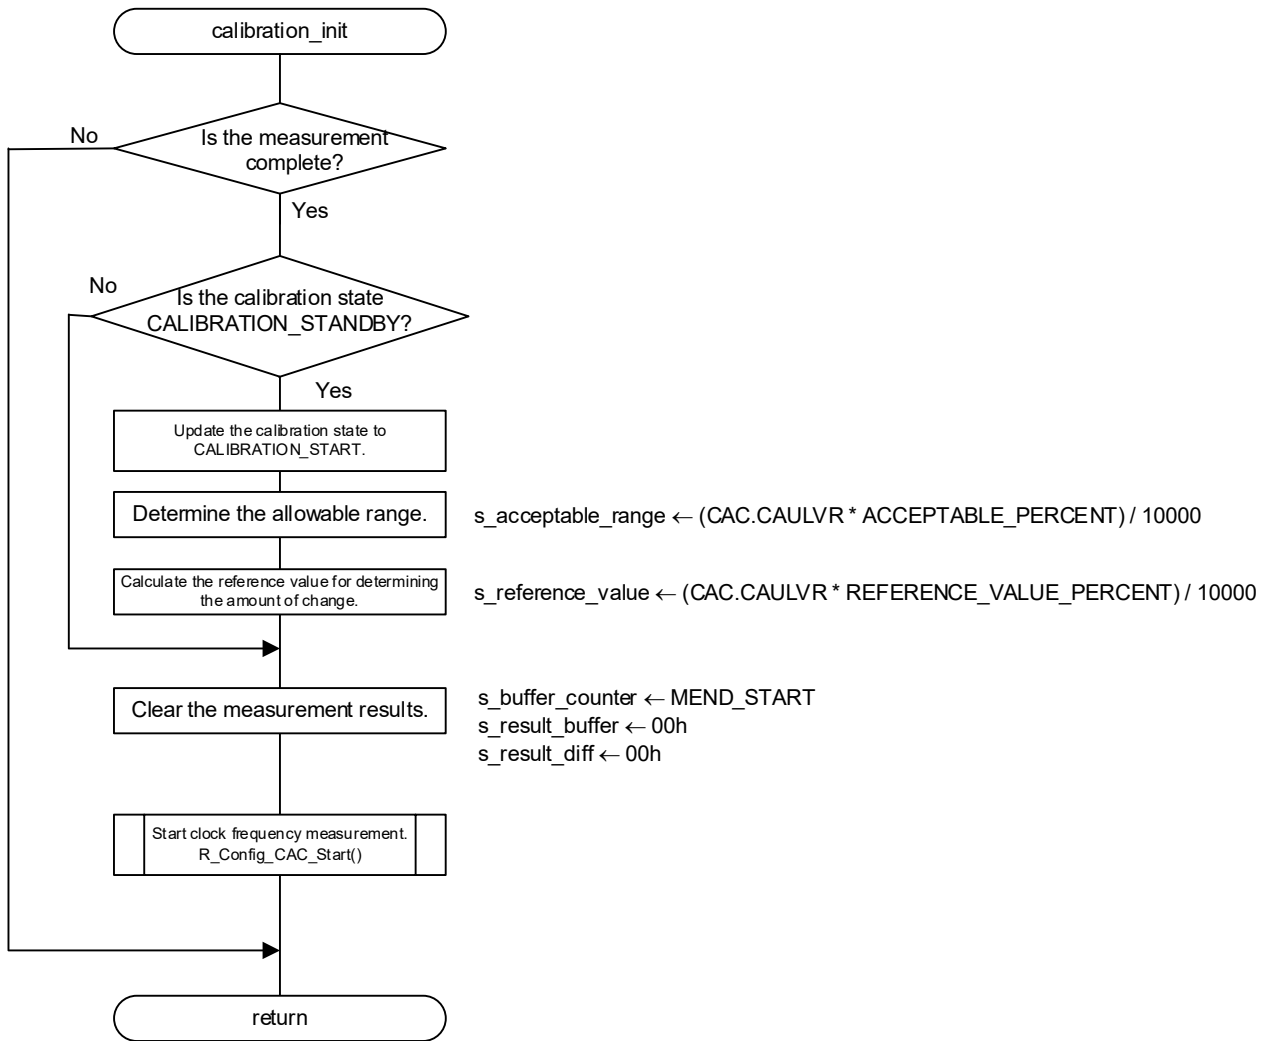 calibration_init
No
Is the measurement
complete?
Yes
No
Is the calibration state
CALIBRATION_STANDBY?
Yes
Update the calibration state to
CALIBRATION_START.
Determine the allowable range.
s_acceptable_range ← (CAC.CAULVR * ACCEPTABLE_PERCENT) / 10000
Calculate the reference value for determining
the amount of change.
s_reference_value ← (CAC.CAULVR * REFERENCE_VALUE_PERCENT) / 10000
Clear the measurement results.
s_buffer_counter ← MEND_START
s_result_buffer ← 00h
s_result_diff ← 00h
Start clock frequency measurement.
R_Config_CAC_Start()
return